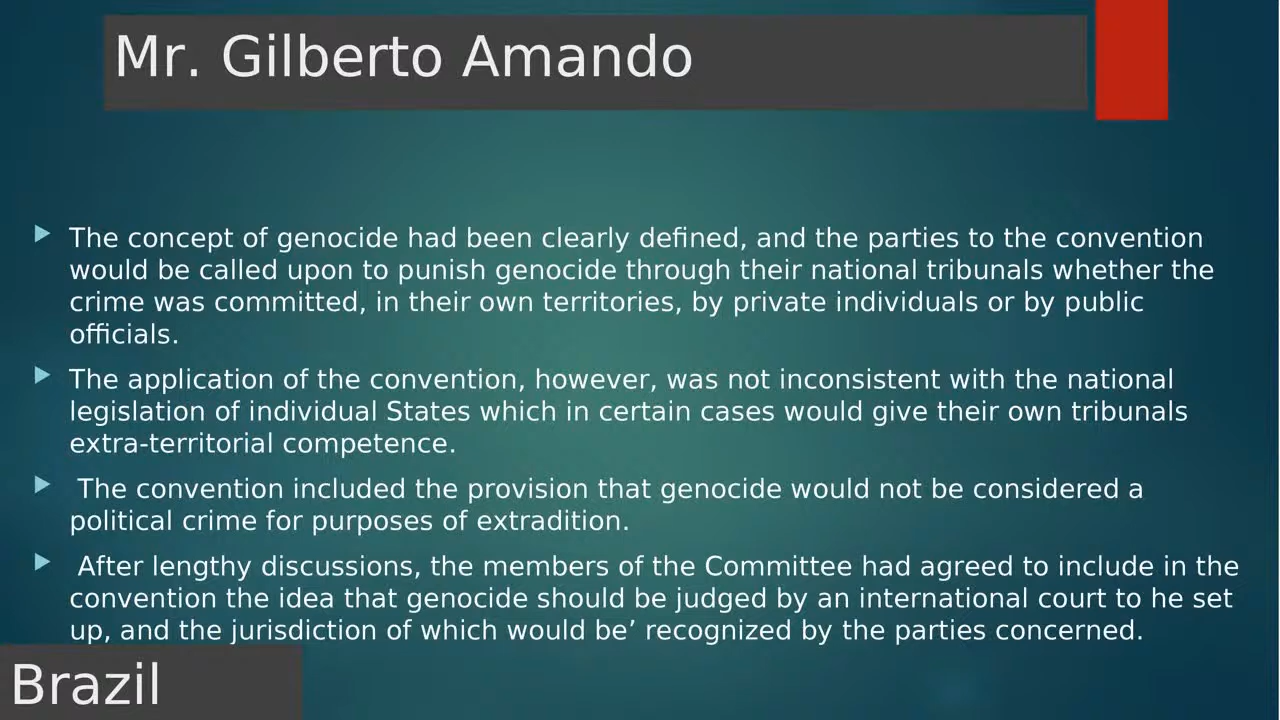 Mr. Gilberto Amando
The concept of genocide had been clearly defined, and the parties to the convention
would be called upon to punish genocide through their national tribunals whether the
crime was committed, in their own territories, by private individuals or by public
officials.
The application of the convention, however, was not inconsistent with the national
legislation of individual States which in certain cases would give their own tribunals
extra-territorial competence.
The convention included the provision that genocide would not be considered a
political crime for purposes of extradition.
After lengthy discussions, the members of the Committee had agreed to include in the
convention the idea that genocide should be judged by an international court to he set
up, and the jurisdiction of which would be’ recognized by the parties concerned.
Brazil